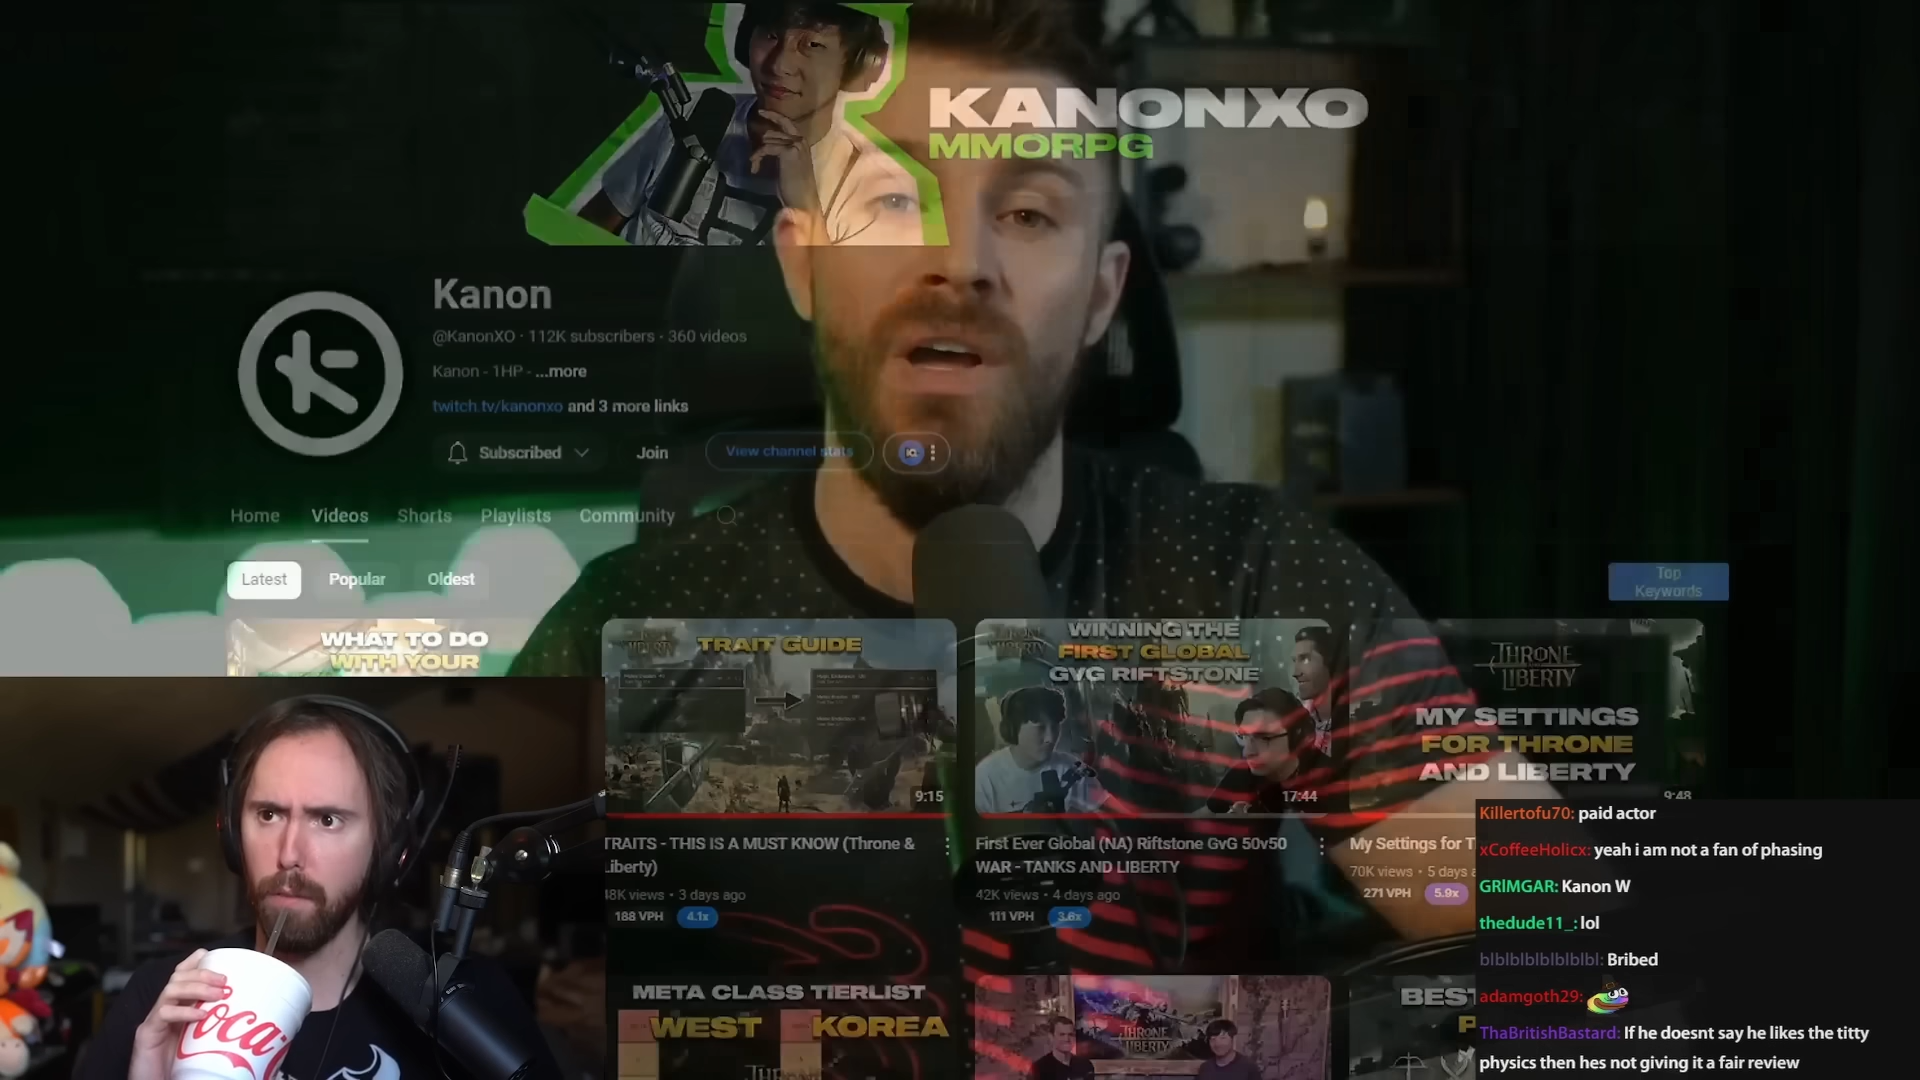 KANONXO
MMORPG
Kanon
@KanonXO · 112K subscribers · 360 videos
Kanon - 1HP - ...more
twitch.tv/kanonxo and 3 more links
Subscribed
Join
View channel stats
Home
Videos
Shorts
Playlists
Community
Latest
Popular
Oldest
Top
Keywords
WHAT TO DO
WITH YOUR
TRAIT GUIDE
9:15
TRAITS - THIS IS A MUST KNOW (Throne &
Liberty)
48K views · 3 days ago
188 VPH
4.1x
WINNING THE
FIRST GLOBAL
GVG RIFTSTONE
17:44
First Ever Global (NA) Riftstone GvG 50v50
WAR - TANKS AND LIBERTY
42K views · 4 days ago
111 VPH
3.6x
THRONE
LIBERTY
MY SETTINGS
FOR THRONE
AND LIBERTY
9:48
My Settings for T
70K views · 5 days a
271 VPH
5.9x
META CLASS TIERLIST
WEST
KOREA
THRONE
LIBERTY
BEST
P
Coca
Killertofu70: paid actor
xCoffeeHolicx: yeah i am not a fan of phasing
GRIMGAR: Kanon W
thedude11_: lol
blblblblblblblbl: Bribed
adamgoth29:
ThaBritishBastard: If he doesnt say he likes the titty
physics then hes not giving it a fair review